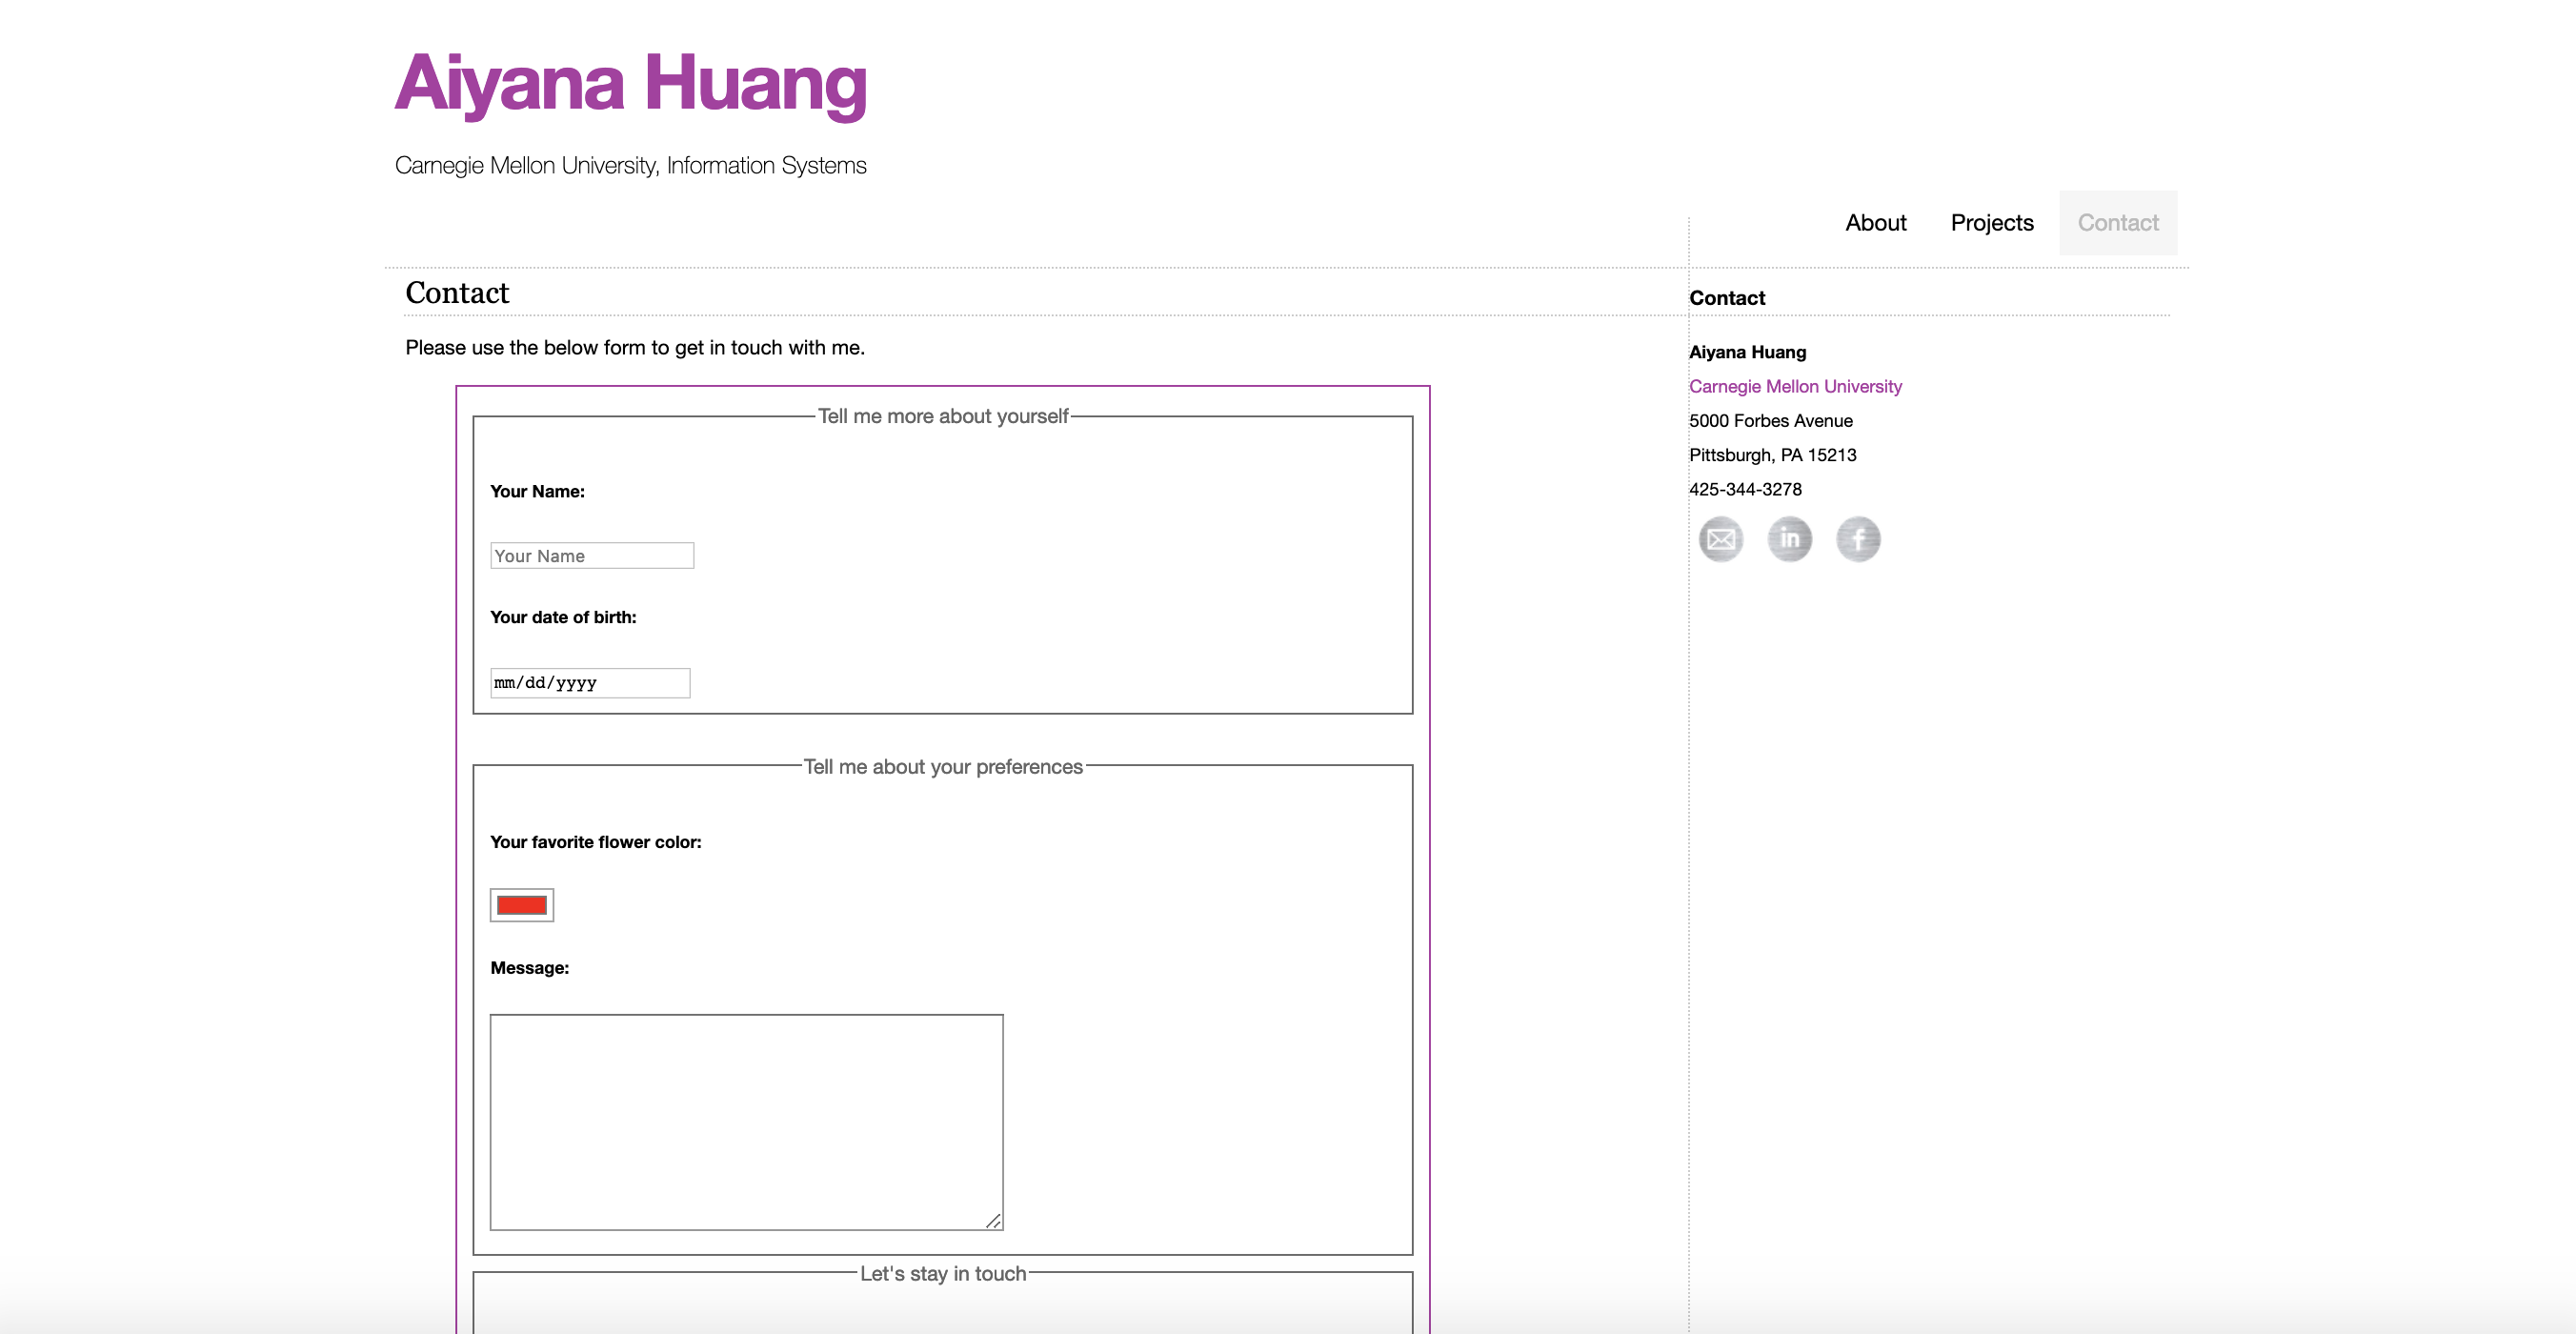 Aiyana Huang
Carnegie Mellon University, Information Systems
About Projects Contact
Contact
Please use the below form to get in touch with me.
Tell me more about yourself
Your Name:
Your Name
Your date of birth:
mm/dd/yyyy
Tell me about your preferences
Your favorite flower color:
Message:
Let's stay in touch
Contact
Aiyana Huang
Carnegie Mellon University
5000 Forbes Avenue
Pittsburgh, PA 15213
425-344-3278
in f